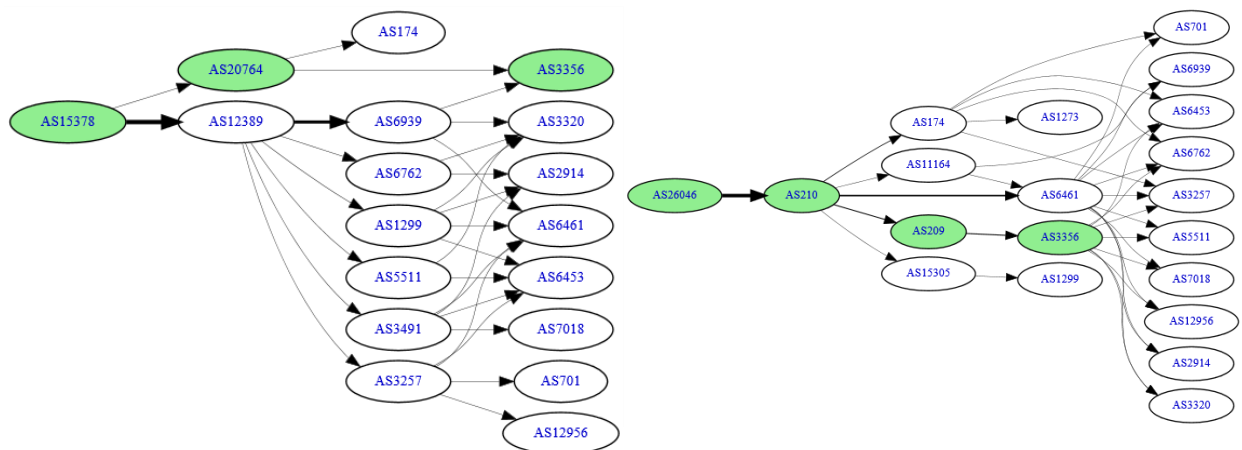 AS174
AS20764
AS3356
AS15378
AS12389
AS6939
AS3320
AS6762
AS2914
AS1299
AS6461
AS5511
AS6453
AS3491
AS7018
AS3257
AS701
AS12956
AS701
AS6939
AS174
AS1273
AS6453
AS11164
AS6762
AS26046
AS210
AS6461
AS3257
AS209
AS3356
AS5511
AS15305
AS1299
AS7018
AS12956
AS2914
AS3320